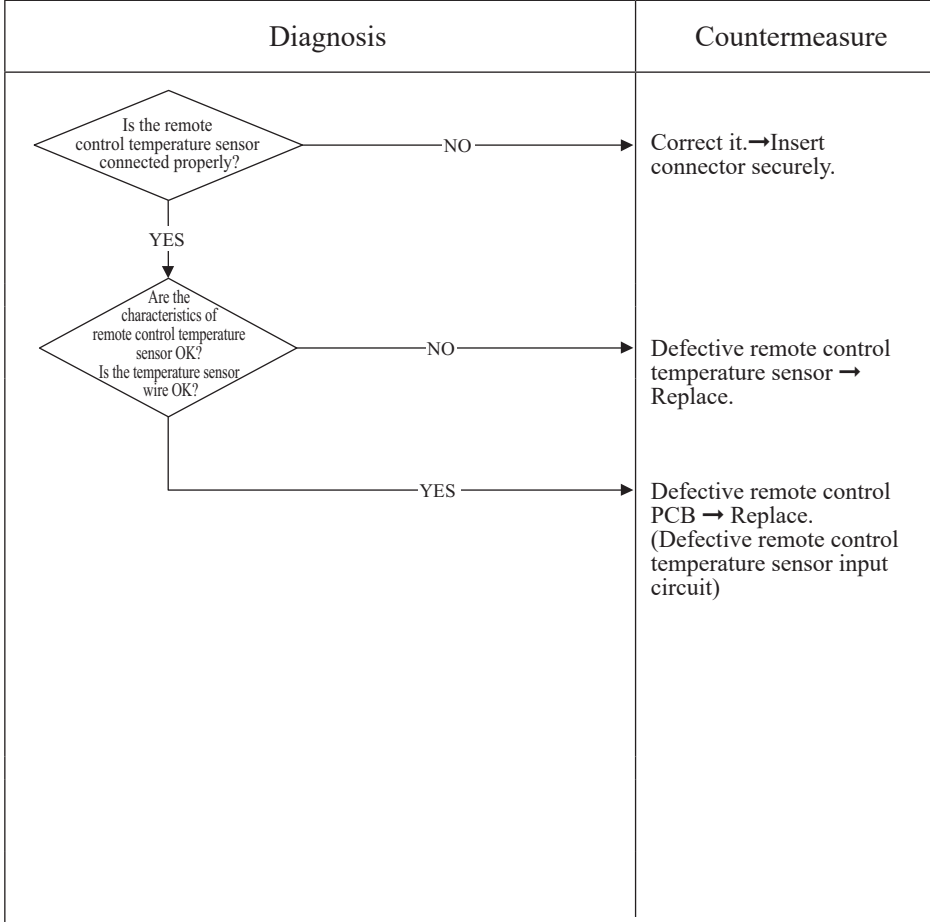 Diagnosis
Countermeasure
Is the remote
control temperature sensor
connected properly?
NO
Correct it.→Insert
connector securely.
YES
Are the
characteristics of
remote control temperature
sensor OK?
Is the temperature sensor
wire OK?
NO
Defective remote control
temperature sensor →
Replace.
YES
Defective remote control
PCB → Replace.
(Defective remote control
temperature sensor input
circuit)